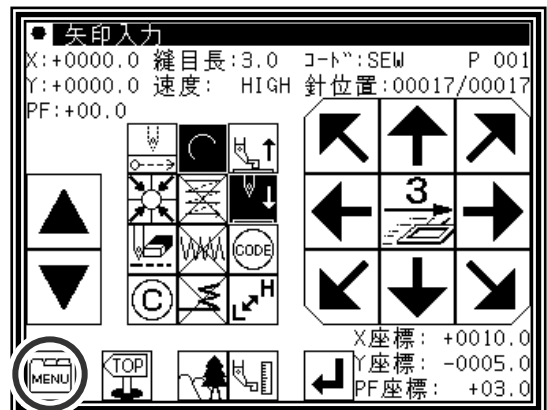 矢印入力
X:+0000.0 縫目長:3.0 コード:SEW P 001
Y:+0000.0 速度: HIGH 針位置:00017/00017
PF:+00.0
3
CODE
C
L H
X座標: +0010.0
Y座標: -0005.0
PF座標: +03.0
MENU
TOP